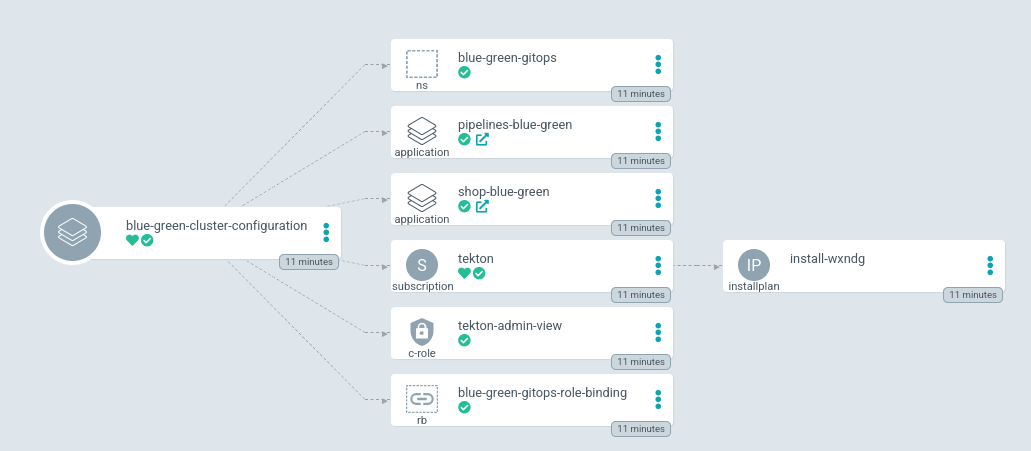 blue-green-gitops
ns
11 minutes
pipelines-blue-green
application
11 minutes
shop-blue-green
application
11 minutes
blue-green-cluster-configuration
11 minutes
S
tekton
subscription
11 minutes
IP
install-wxndg
installplan
11 minutes
tekton-admin-view
c-role
11 minutes
blue-green-gitops-role-binding
rb
11 minutes